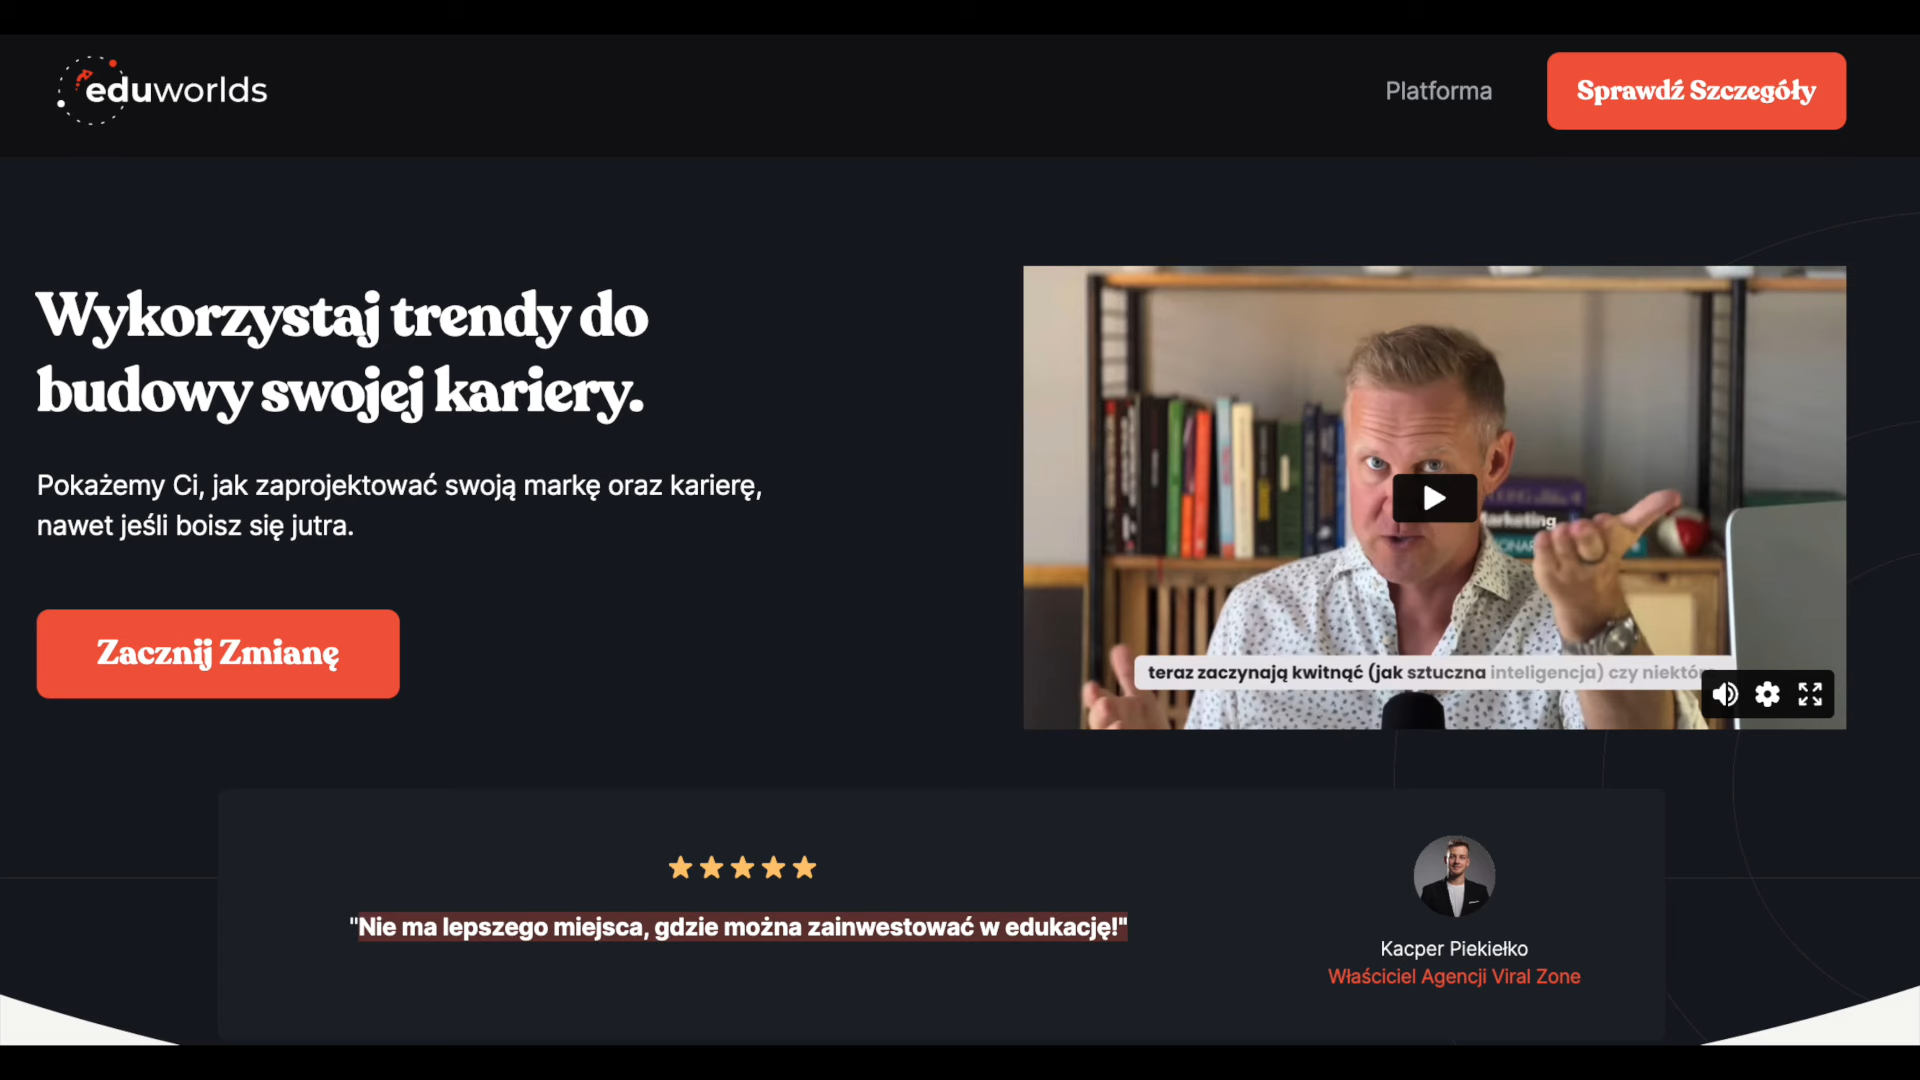 eduworlds
Platforma
Sprawdź Szczegóły
Wykorzystaj trendy do
budowy swojej kariery.
Pokażemy Ci, jak zaprojektować swoją markę oraz karierę,
nawet jeśli boisz się jutra.
Zacznij Zmianę
Marketing
teraz zaczynają kwitnąć (jak sztuczna inteligencja) czy
"Nie ma lepszego miejsca, gdzie można zainwestować w edukację!"
Kacper Piekiełko
Właściciel Agencji Viral Zone